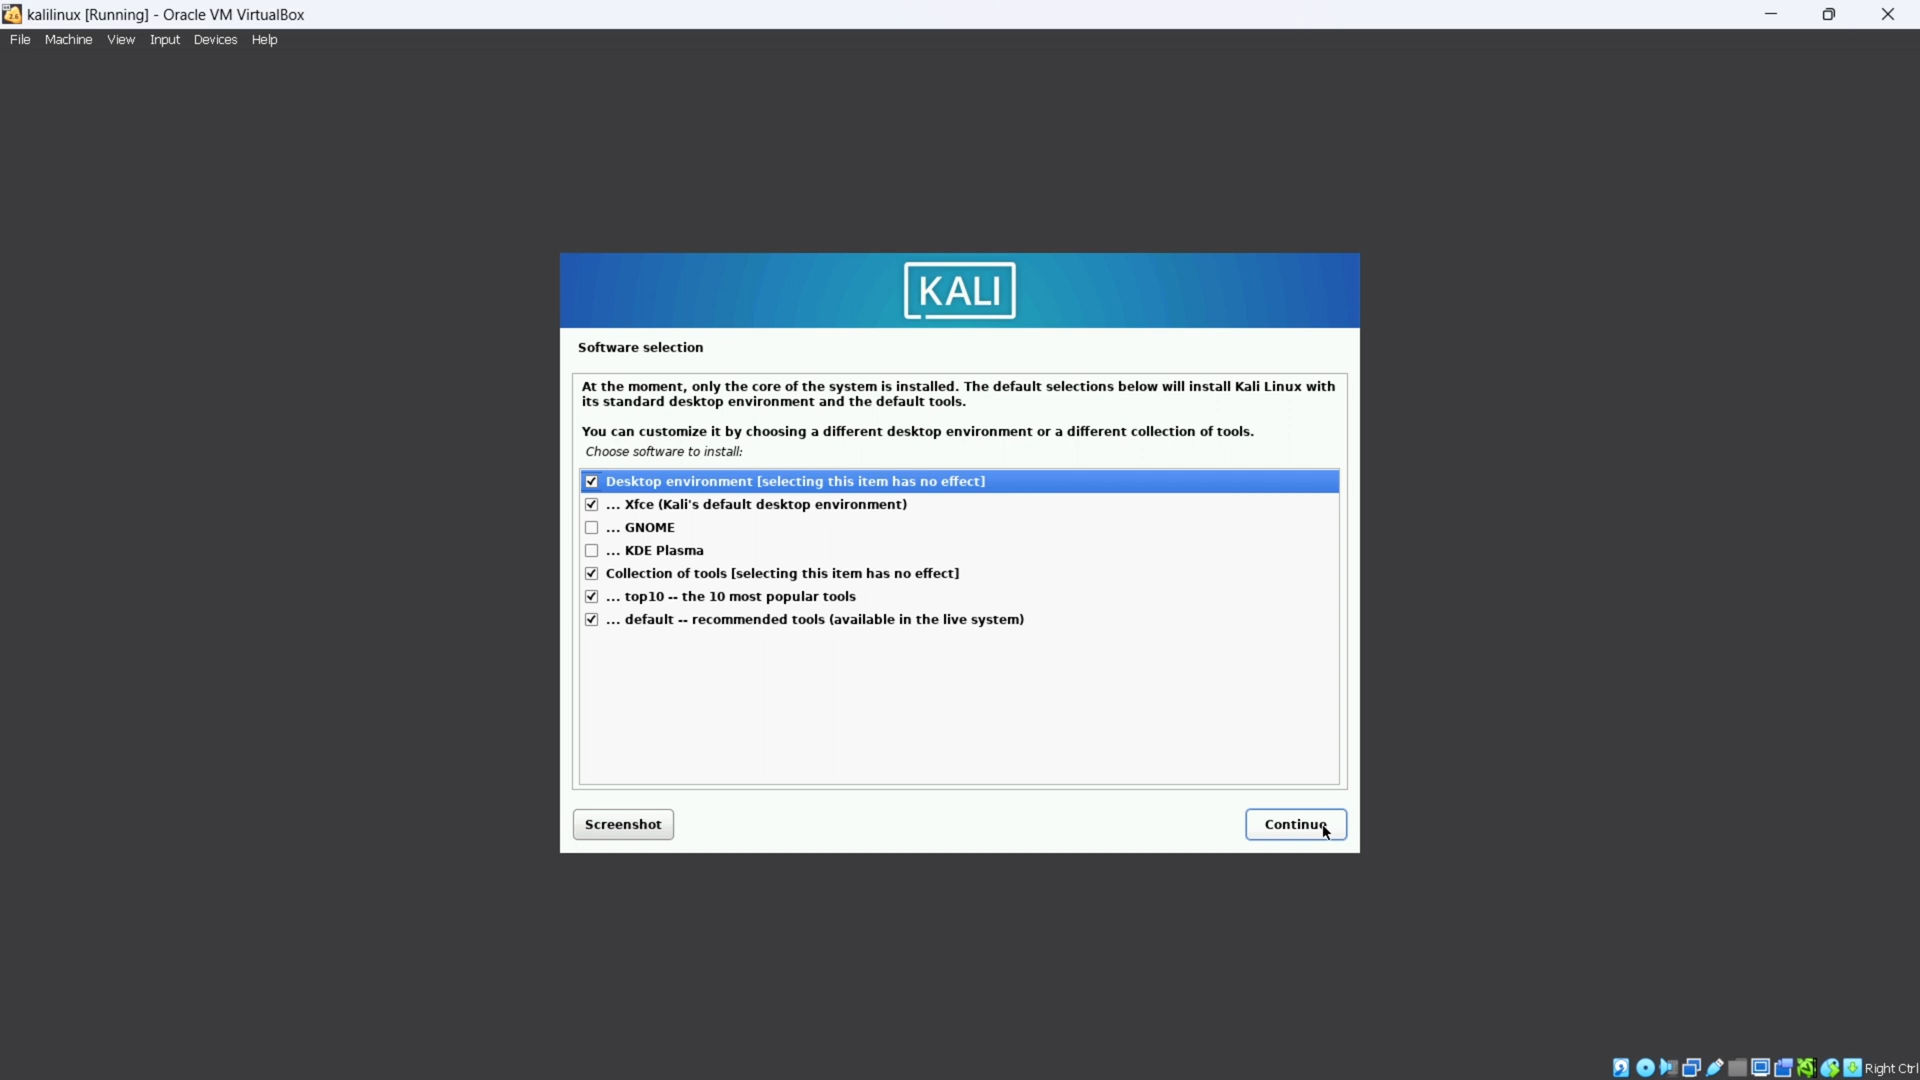 kalilinux [Running] - Oracle VM VirtualBox
File Machine View Input Devices Help
KALI
Software selection
At the moment, only the core of the system is installed. The default selections below will install Kali Linux with
its standard desktop environment and the default tools.
You can customize it by choosing a different desktop environment or a different collection of tools.
Choose software to install:
Desktop environment [selecting this item has no effect]
... Xfce (Kali's default desktop environment)
... GNOME
... KDE Plasma
Collection of tools [selecting this item has no effect]
... top10 -- the 10 most popular tools
... default -- recommended tools (available in the live system)
Screenshot
Continue
Right Ctrl